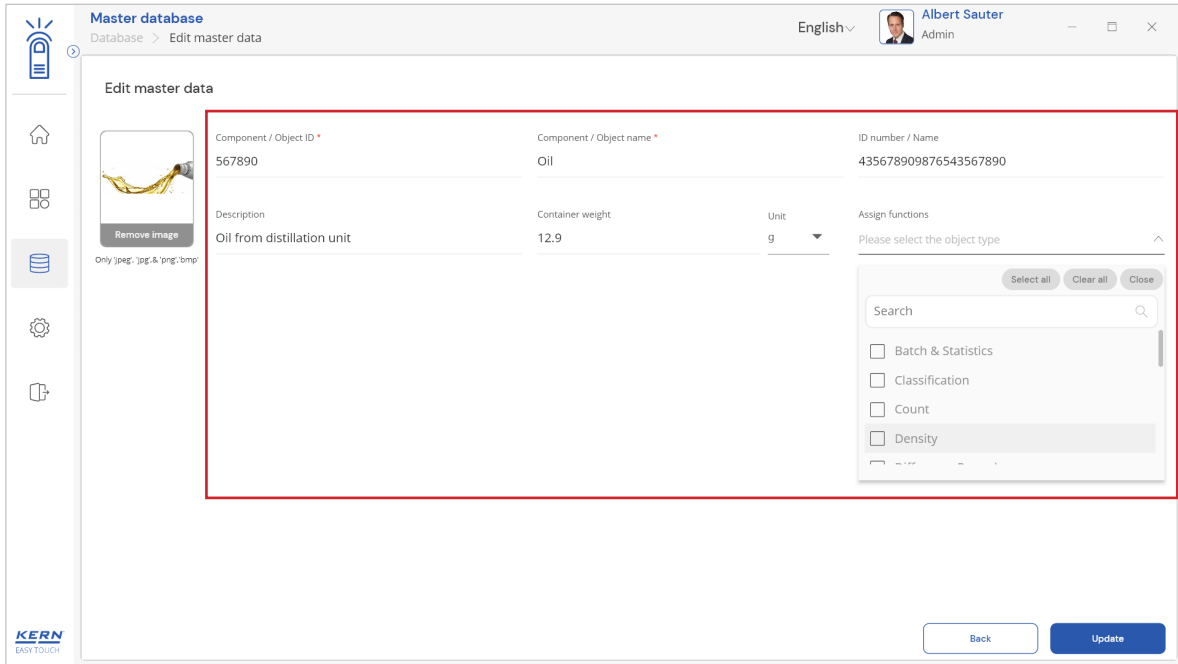 Master database
Database > Edit master data
English
Albert Sauter
Admin
Edit master data
Remove image
Only 'jpeg', 'jpg',& 'png','bmp'
Component / Object ID *
567890
Component / Object name *
Oil
ID number / Name
435678909876543567890
Description
Oil from distillation unit
Container weight
12.9
Unit
g
Assign functions
Please select the object type
Select all Clear all Close
Search
Batch & Statistics
Classification
Count
Density
KERN
EASY TOUCH
Back
Update